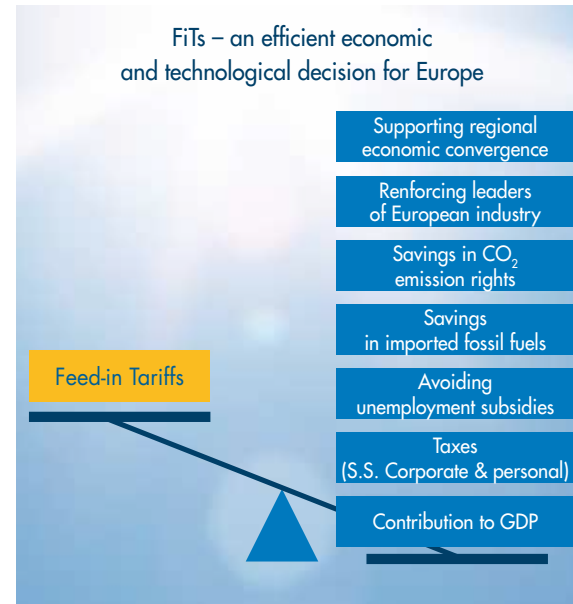 FiTs – an efficient economic
and technological decision for Europe
Supporting regional
economic convergence
Renforcing leaders
of European industry
Savings in CO₂
emission rights
Savings
in imported fossil fuels
Feed-in Tariffs
Avoiding
unemployment subsidies
Taxes
(S.S. Corporate & personal)
Contribution to GDP